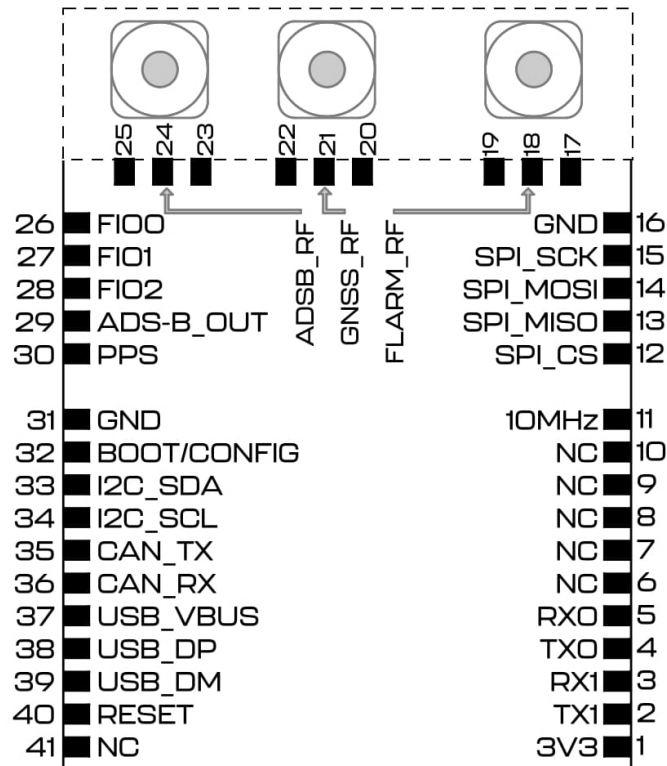 25 24 23 22 21 20 19 18 17
ADSB_RF GNSS_RF FLARM_RF
26 FIO0 GND 16
27 FIO1 SPI_SCK 15
28 FIO2 SPI_MOSI 14
29 ADS-B_OUT SPI_MISO 13
30 PPS SPI_CS 12
31 GND 10MHz 11
32 BOOT/CONFIG NC 10
33 I2C_SDA NC 9
34 I2C_SCL NC 8
35 CAN_TX NC 7
36 CAN_RX NC 6
37 USB_VBUS RX0 5
38 USB_DP TX0 4
39 USB_DM RX1 3
40 RESET TX1 2
41 NC 3V3 1